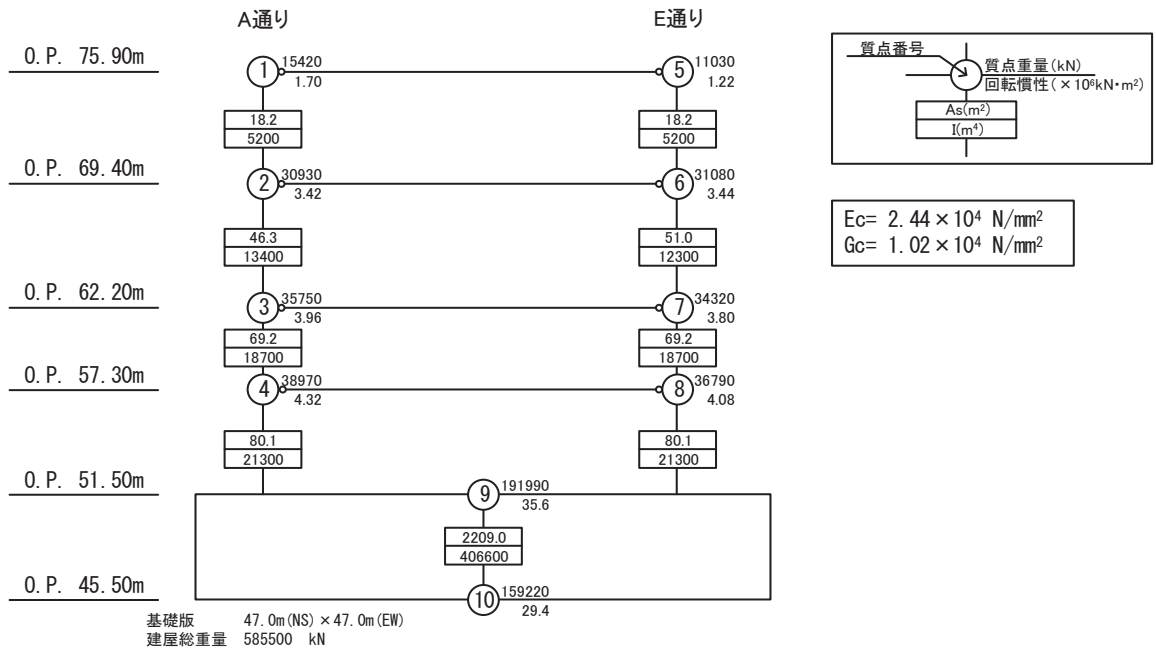 A通り E通り
O.P. 75.90m
1 15420
1.70
5 11030
1.22
18.2
5200
18.2
5200
O.P. 69.40m
2 30930
3.42
6 31080
3.44
46.3
13400
51.0
12300
O.P. 62.20m
3 35750
3.96
7 34320
3.80
69.2
18700
69.2
18700
O.P. 57.30m
4 38970
4.32
8 36790
4.08
80.1
21300
80.1
21300
O.P. 51.50m
9 191990
35.6
2209.0
406600
O.P. 45.50m
10 159220
29.4
基礎版 47.0m(NS)×47.0m(EW)
建屋総重量 585500 kN
質点番号
質点重量(kN)
回転慣性(×10⁶kN・m²)
As(m²)
I(m⁴)
Ec= 2.44×10⁴ N/mm²
Gc= 1.02×10⁴ N/mm²